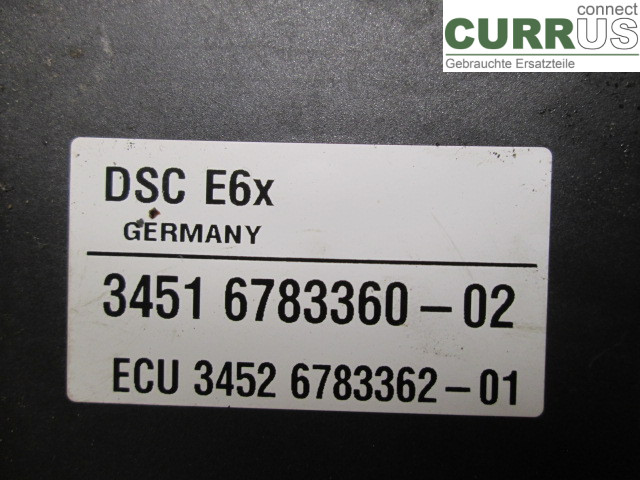 connect
CURRUS
Gebrauchte Ersatzteile
DSC E6x
GERMANY
3451 6783360 – 02
ECU 3452 6783362 – 01